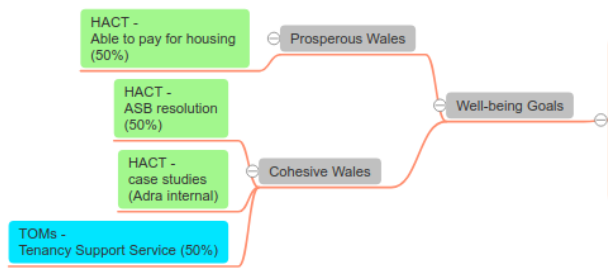 HACT -
Able to pay for housing
(50%)
Prosperous Wales
HACT -
ASB resolution
(50%)
Well-being Goals
HACT -
case studies
(Adra internal)
Cohesive Wales
TOMs -
Tenancy Support Service (50%)